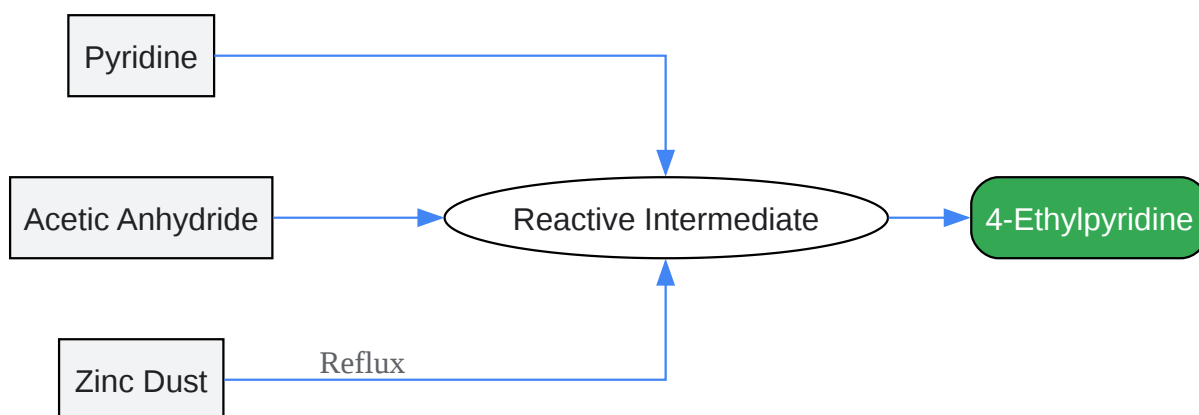 Pyridine
Acetic Anhydride
Reactive Intermediate
4-Ethylpyridine
Reflux
Zinc Dust